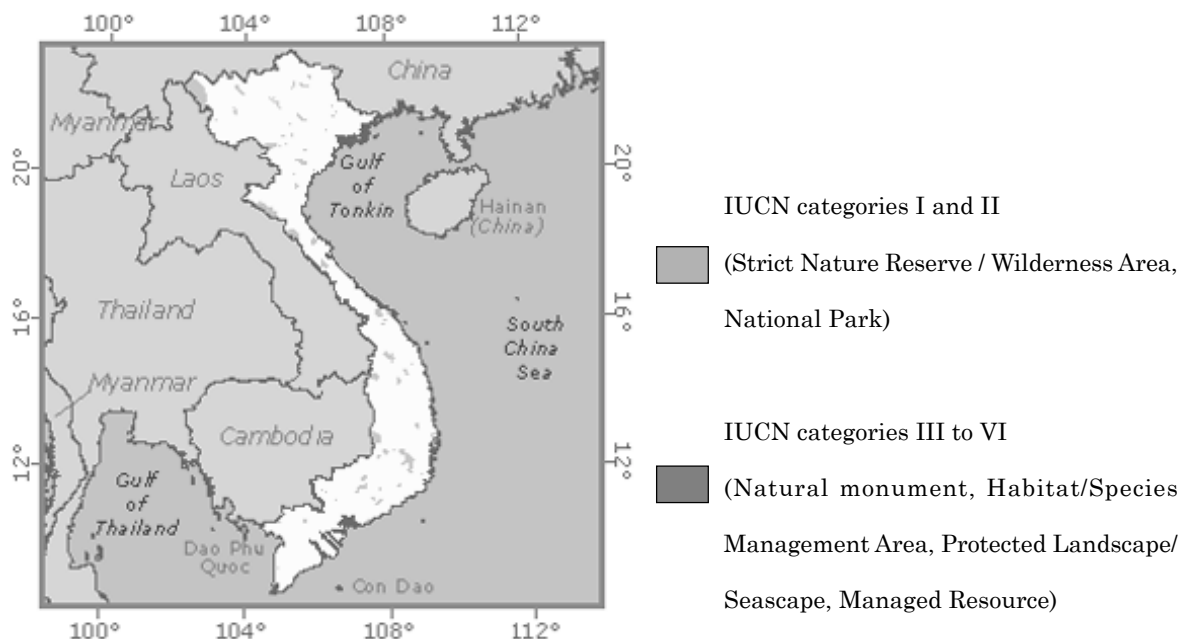 100° 104° 108° 112°
China
Myanmar
20° 20°
Gulf
of
Tonkin
Laos
Hainan
(China)
Thailand
16° 16°
South
China
Sea
Myanmar
Cambodia
12° 12°
Gulf
of
Thailand
Dao Phu
Quoc
Con Dao
100° 104° 108° 112°
IUCN categories I and II
(Strict Nature Reserve / Wilderness Area,
National Park)
IUCN categories III to VI
(Natural monument, Habitat/Species
Management Area, Protected Landscape/
Seascape, Managed Resource)